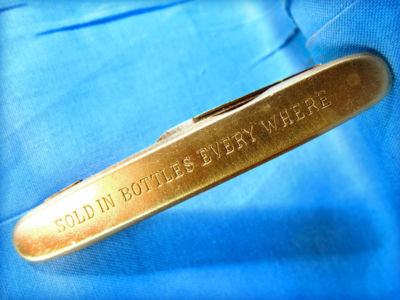 SOLD IN BOTTLES EVERY WHERE